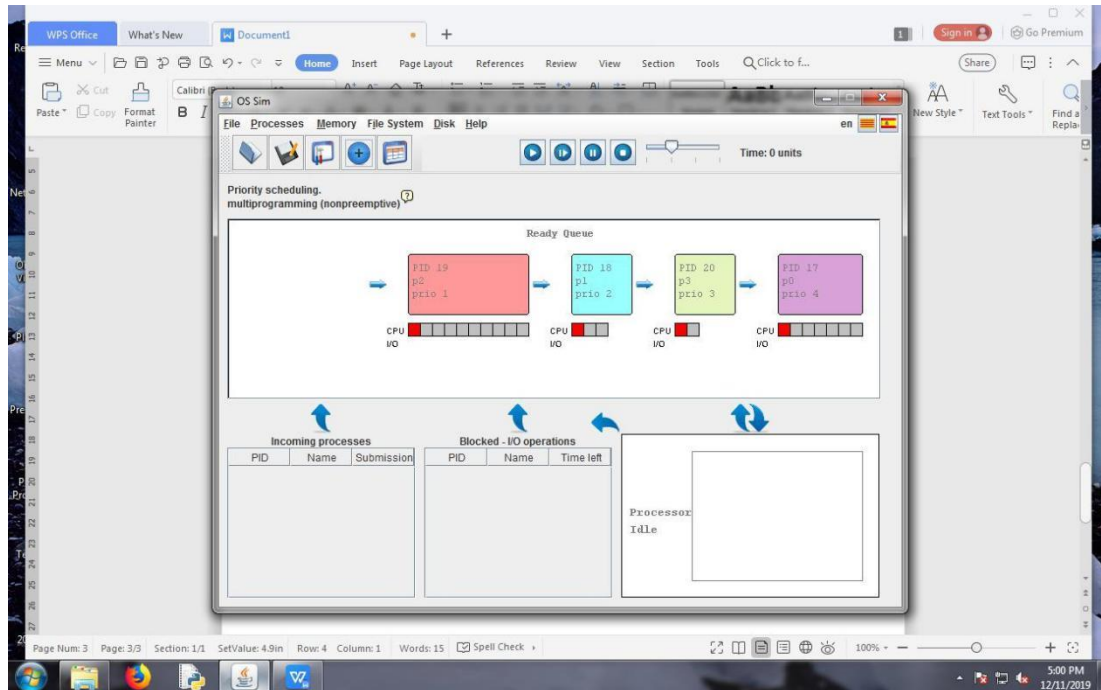 WPS Office What's New Document1
1 Sign in Go Premium
Menu Home Insert Page Layout References Review View Section Tools Click to f... Share
Paste Cut Copy Format Painter Calibri B I New Style Text Tools Find a Repla
OS Sim
File Processes Memory File System Disk Help en
Time: 0 units
Priority scheduling.
multiprogramming (nonpreemptive)
Ready Queue
PID 19
p2
prio 1
CPU
I/O
PID 18
p1
prio 2
CPU
I/O
PID 20
p3
prio 3
CPU
I/O
PID 17
p0
prio 4
CPU
I/O
Incoming processes
PID Name Submission
Blocked - I/O operations
PID Name Time left
Processor
Idle
Page Num: 3 Page: 3/3 Section: 1/1 SetValue: 4.9in Row: 4 Column: 1 Words: 15 Spell Check 100%
5:00 PM
12/11/2019